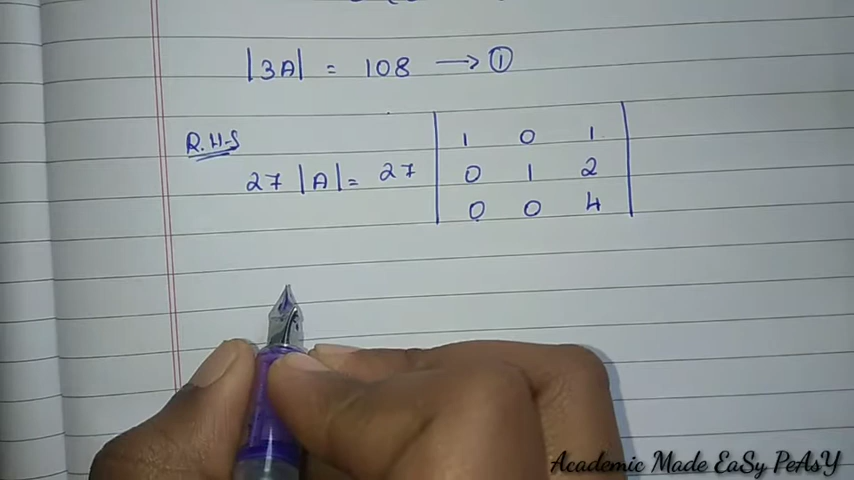 |3A| = 108 → ①
R.H.S
27 |A| = 27 | 1 0 1 |
| 0 1 2 |
| 0 0 4 |
Academic Made EaSy PeAsY